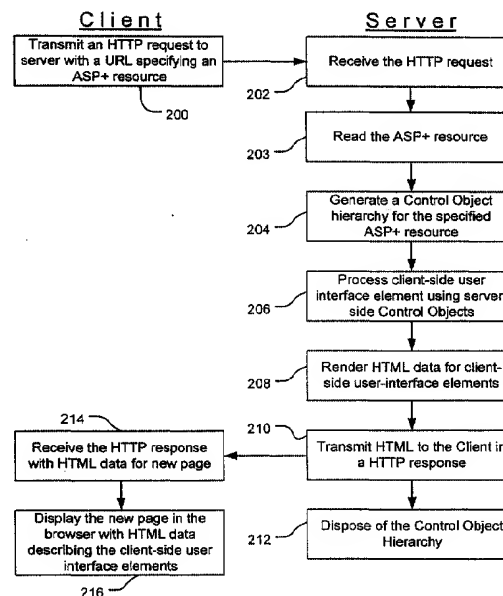 Client
Server
Transmit an HTTP request to
server with a URL specifying an
ASP+ resource
200
Receive the HTTP request
202
Read the ASP+ resource
203
Generate a Control Object
hierarchy for the specified
ASP+ resource
204
Process client-side user
interface element using server
side Control Objects
206
Render HTML data for client-
side user-interface elements
208
210
Transmit HTML to the Client in
a HTTP response
214
Receive the HTTP response
with HTML data for new page
Dispose of the Control Object
Hierarchy
212
Display the new page in the
browser with HTML data
describing the client-side user
interface elements
216